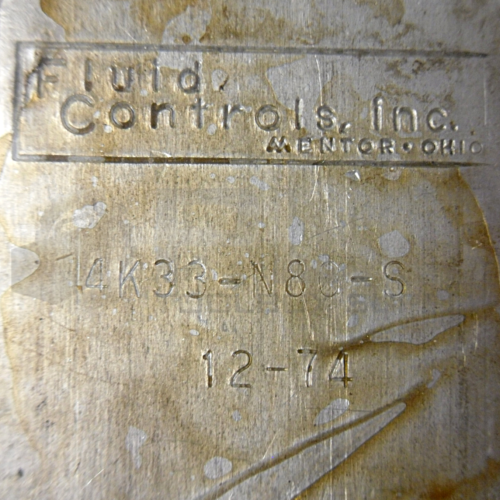 Fluid
Controls, Inc.
MENTOR • OHIO
12-74